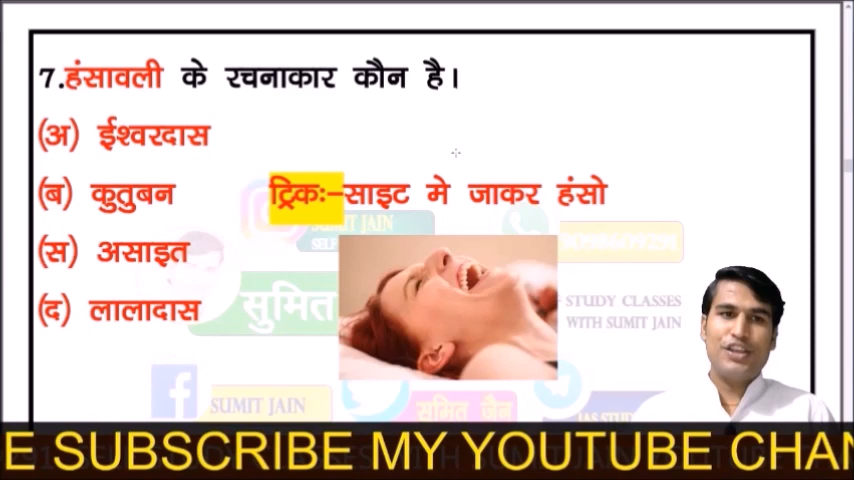 7.हंसावली के रचनाकार कौन है।
(अ) ईश्वरदास
(ब) कुतुबन
ट्रिकः-साइट मे जाकर हंसो
(स) असाइत
(द) लालादास
SUMIT JAIN
सुमित
STUDY CLASSES
WITH SUMIT JAIN
SUMIT JAIN
सुमित जैन
E SUBSCRIBE MY YOUTUBE CHAN